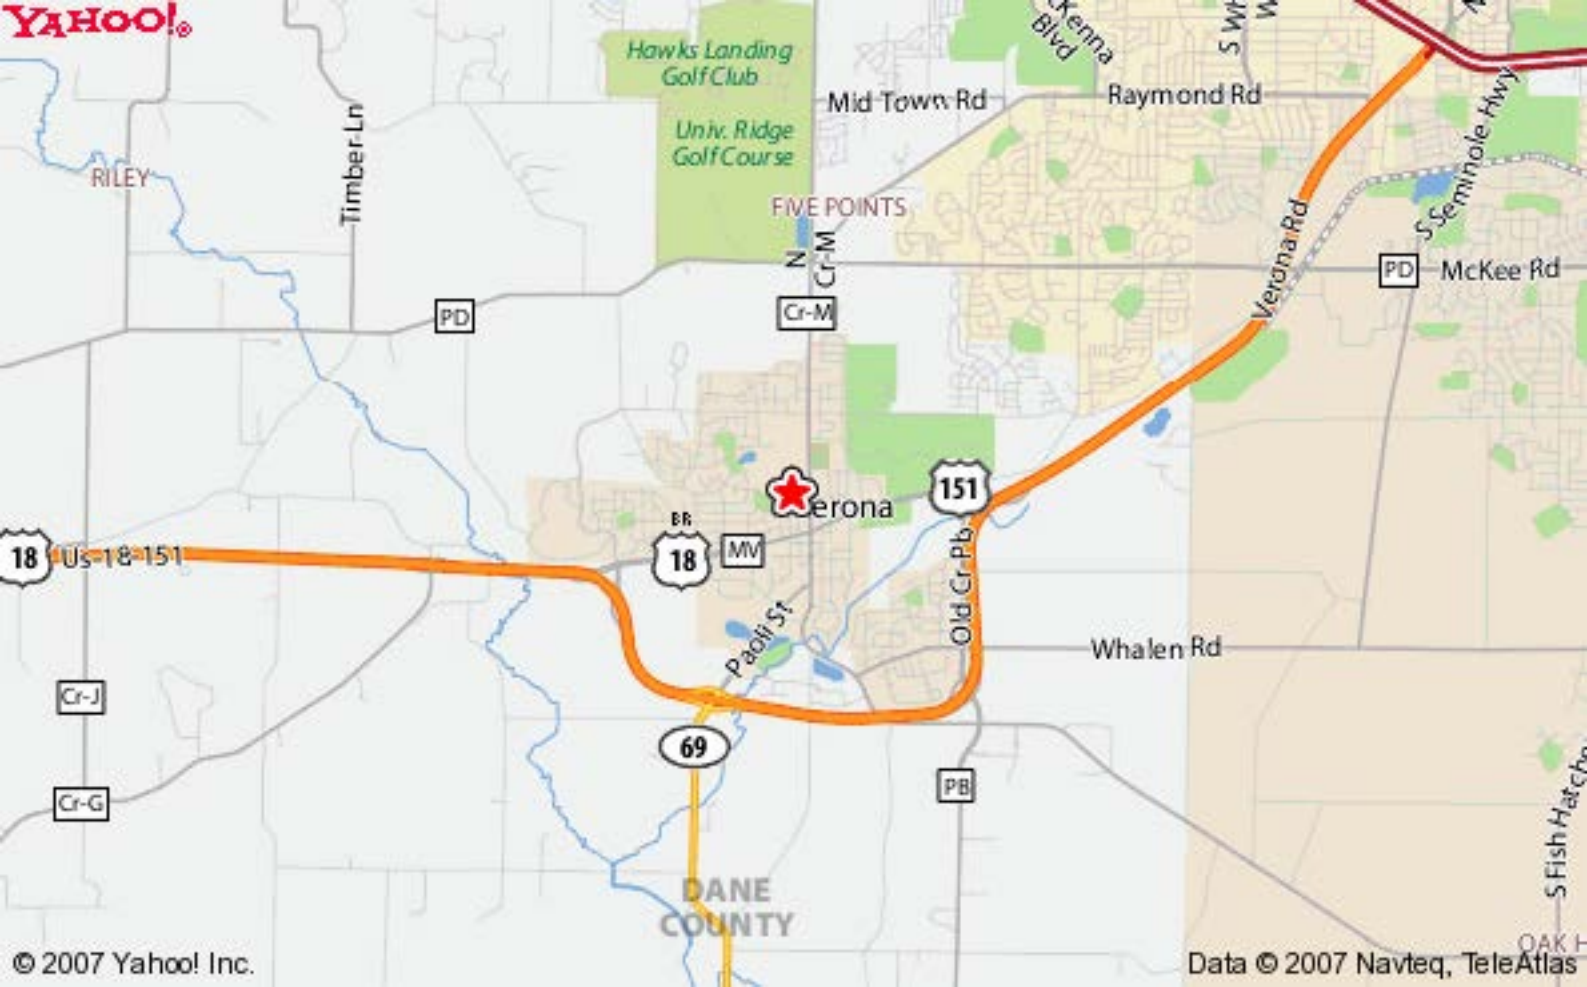 YAHOO!®
Hawks Landing
Golf Club
Univ. Ridge
Golf Course
Mid Town Rd
Raymond Rd
Blvd
S Seminole Hwy
RILEY
Timber Ln
FIVE POINTS
N
Cr-M
Cr-M
Verona Rd
PD
McKee Rd
PD
151
erona
BR
18
MV
18
Us-18-151
Old Cr-Pb
Paoli St
Whalen Rd
Cr-J
69
PB
Cr-G
DANE
COUNTY
© 2007 Yahoo! Inc.
Data © 2007 Navteq, TeleAtlas